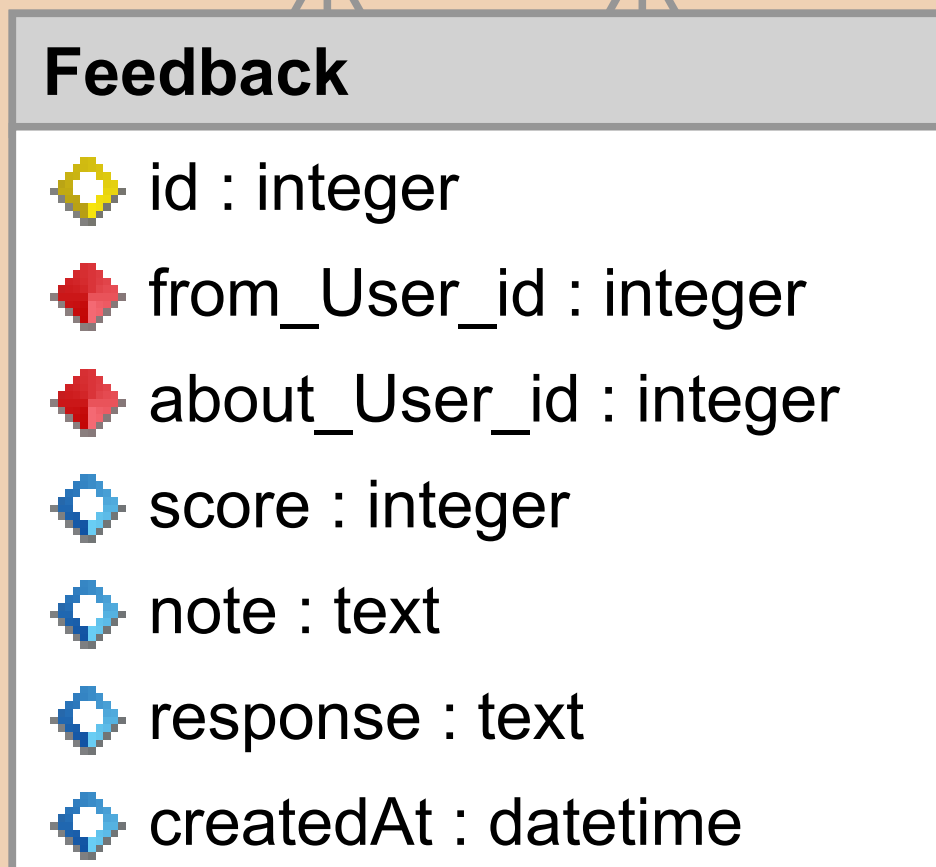 Feedback
id : integer
from_User_id : integer
about_User_id : integer
score : integer
note : text
response : text
createdAt : datetime